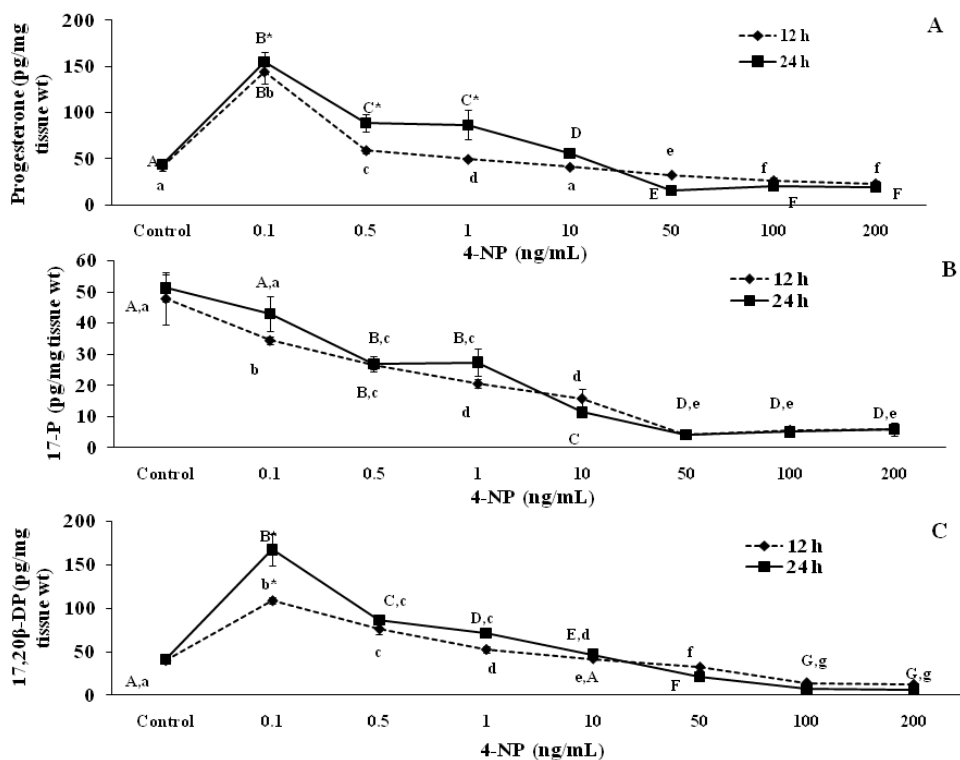 A
200
150
100
50
0
Progesterone (pg/mg
tissue wt)
12 h
24 h
B*
Bb
C*
C*
D
e
f
f
A
a
c
d
a
E
F
F
Control 0.1 0.5 1 10 50 100 200
4-NP (ng/mL)
B
60
50
40
30
20
10
0
17-P (pg/mg tissue wt)
12 h
24 h
A,a
A,a
B,c
B,c
d
D,e
D,e
D,e
b
B,c
d
C
Control 0.1 0.5 1 10 50 100 200
4-NP (ng/mL)
C
200
150
100
50
0
17,20β-DP (pg/mg
tissue wt)
12 h
24 h
B*
b*
C,c
D,c
E,d
f
G,g
G,g
A,a
c
d
e,A
F
Control 0.1 0.5 1 10 50 100 200
4-NP (ng/mL)